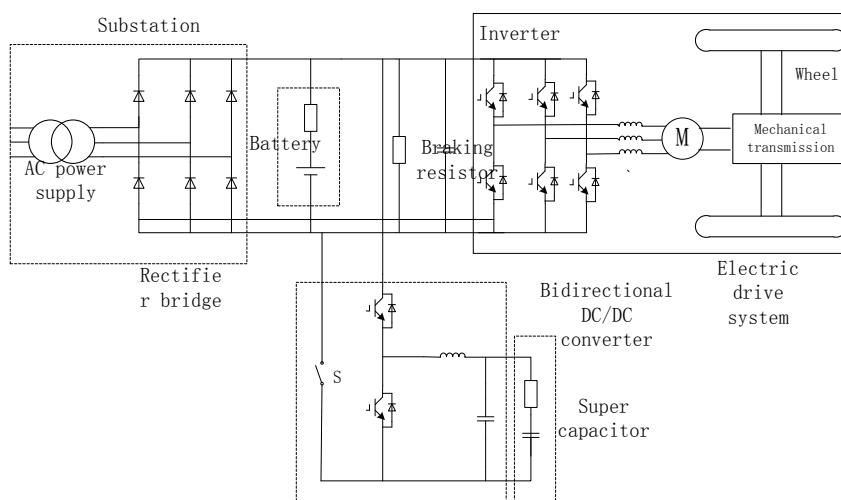 Substation
Inverter
Wheel
Battery
Braking
resistor
M
Mechanical
transmission
AC power
supply
Rectifie
r bridge
Electric
drive
system
Bidirectional
DC/DC
converter
S
Super
capacitor